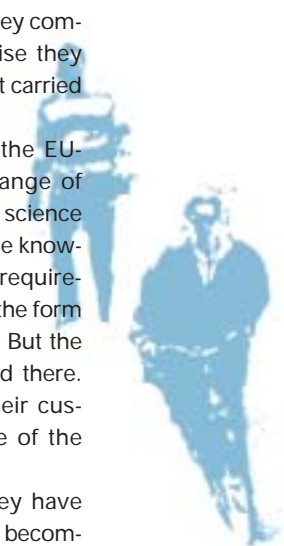 ey com-
ise they
t carried
the EU-
ange of
science
e know-
require-
the form
But the
d there.
eir cus-
e of the
ey have
becom-